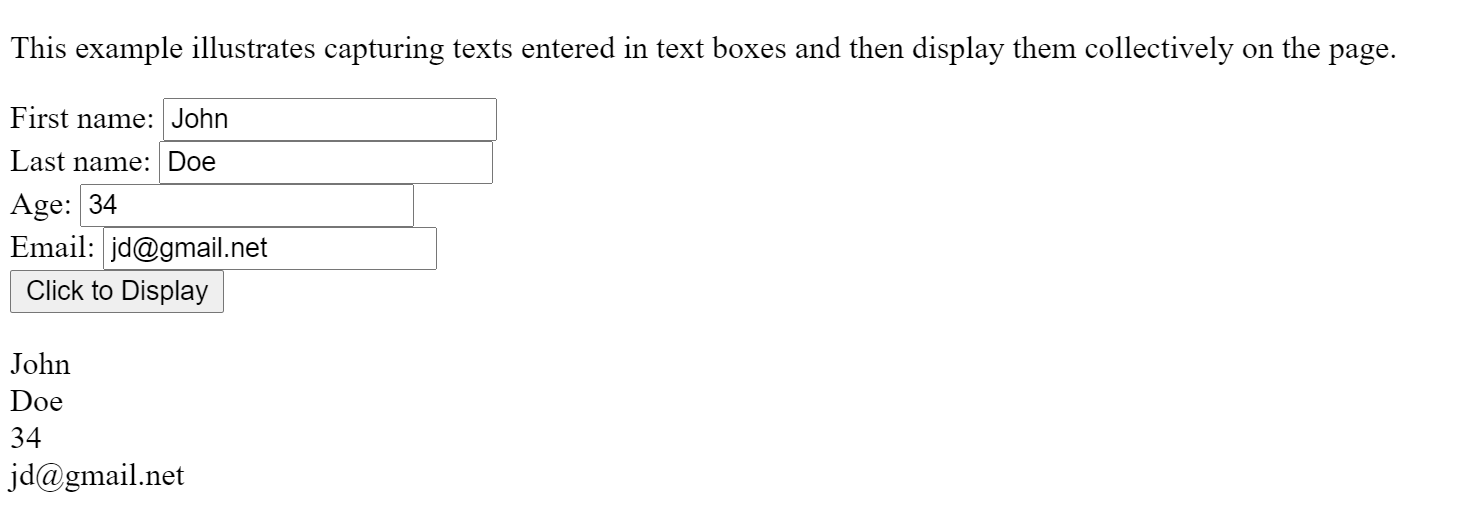 This example illustrates capturing texts entered in text boxes and then display them collectively on the page.
First name: John
Last name: Doe
Age: 34
Email: jd@gmail.net
Click to Display
John
Doe
34
jd@gmail.net